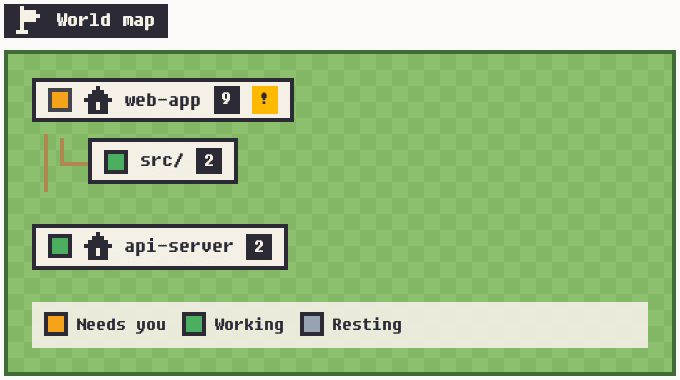 World map
web-app 9 !
src/ 2
api-server 2
Needs you Working Resting